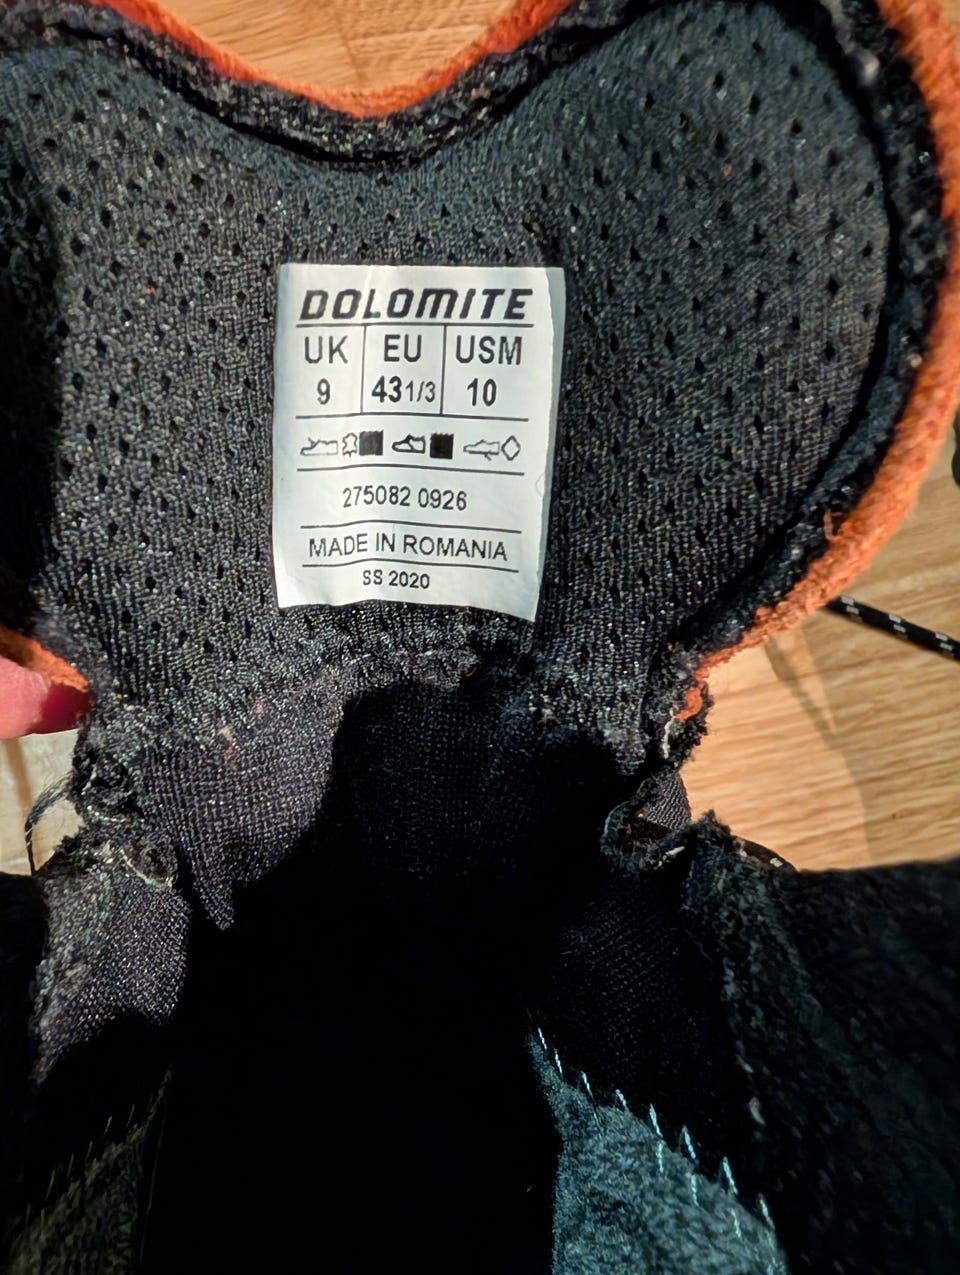 DOLOMITE
UK EU USM
9 43 1/3 10
275082 0926
MADE IN ROMANIA
SS 2020